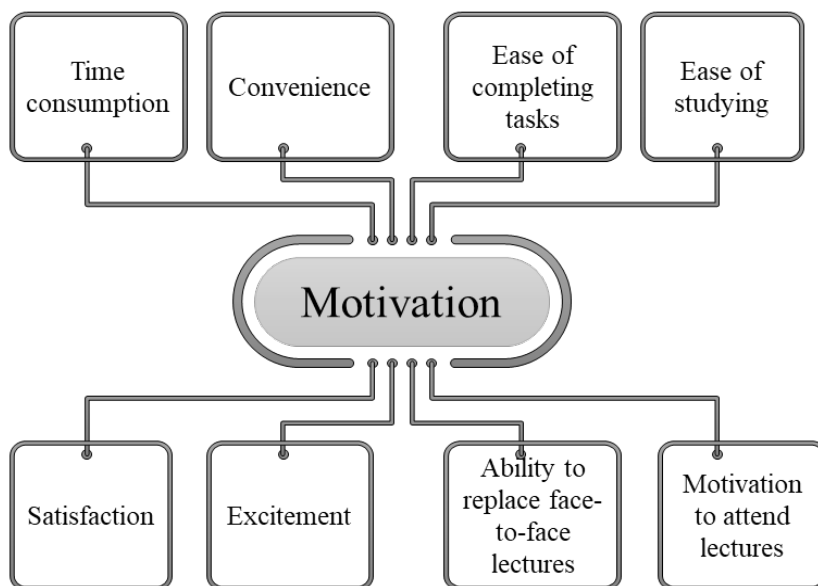 Time
consumption
Convenience
Ease of
completing
tasks
Ease of
studying
Motivation
Satisfaction
Excitement
Ability to
replace face-
to-face
lectures
Motivation
to attend
lectures